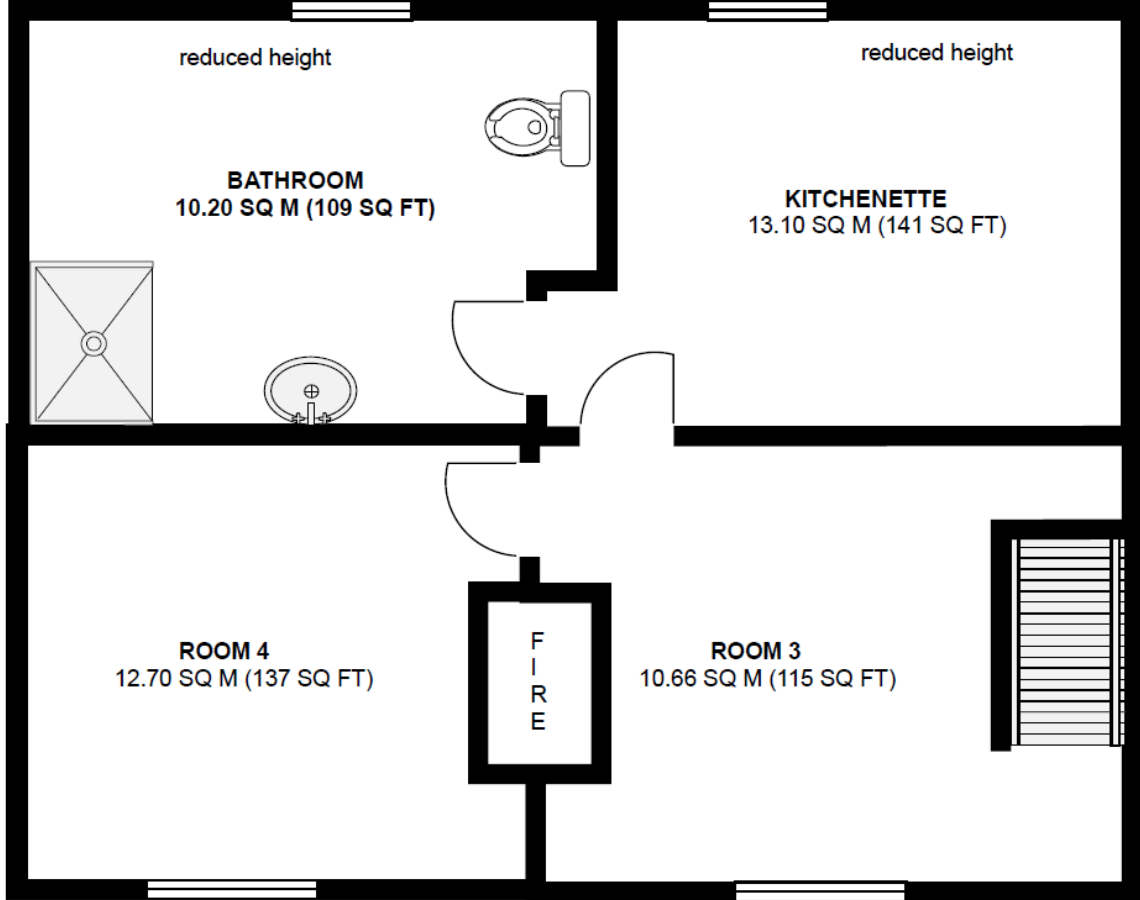 reduced height
reduced height
BATHROOM
10.20 SQ M (109 SQ FT)
KITCHENETTE
13.10 SQ M (141 SQ FT)
ROOM 4
12.70 SQ M (137 SQ FT)
F
I
R
E
ROOM 3
10.66 SQ M (115 SQ FT)